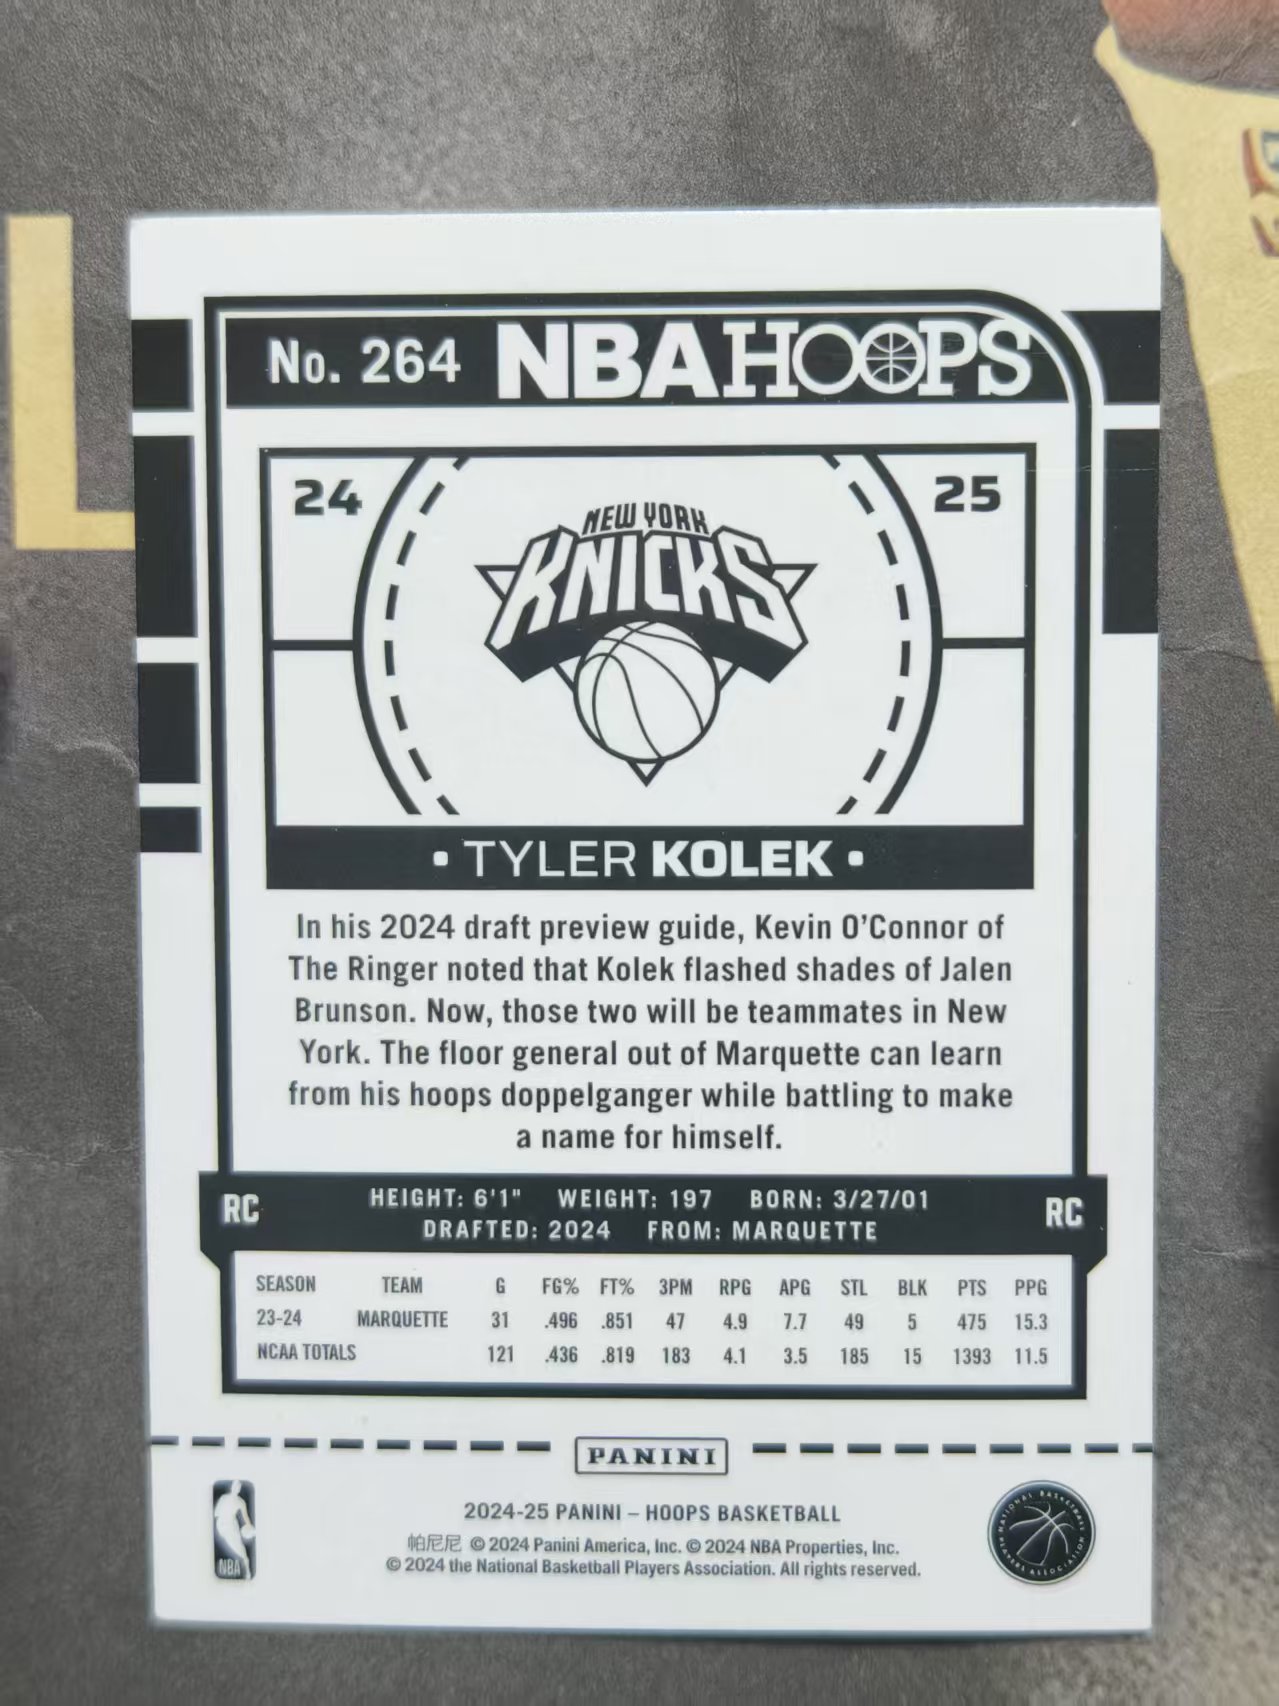 No. 264 NBA HOOPS
24 25
NEW YORK
KNICKS
• TYLER KOLEK •
In his 2024 draft preview guide, Kevin O'Connor of
The Ringer noted that Kolek flashed shades of Jalen
Brunson. Now, those two will be teammates in New
York. The floor general out of Marquette can learn
from his hoops doppelganger while battling to make
a name for himself.
RC HEIGHT: 6'1" WEIGHT: 197 BORN: 3/27/01 RC
DRAFTED: 2024 FROM: MARQUETTE
SEASON TEAM G FG% FT% 3PM RPG APG STL BLK PTS PPG
23-24 MARQUETTE 31 .496 .851 47 4.9 7.7 49 5 475 15.3
NCAA TOTALS 121 .436 .819 183 4.1 3.5 185 15 1393 11.5
PANINI
2024-25 PANINI – HOOPS BASKETBALL
帕尼尼 © 2024 Panini America, Inc. © 2024 NBA Properties, Inc.
© 2024 the National Basketball Players Association. All rights reserved.
NBA
NATIONAL BASKETBALL PLAYERS ASSOCIATION
L